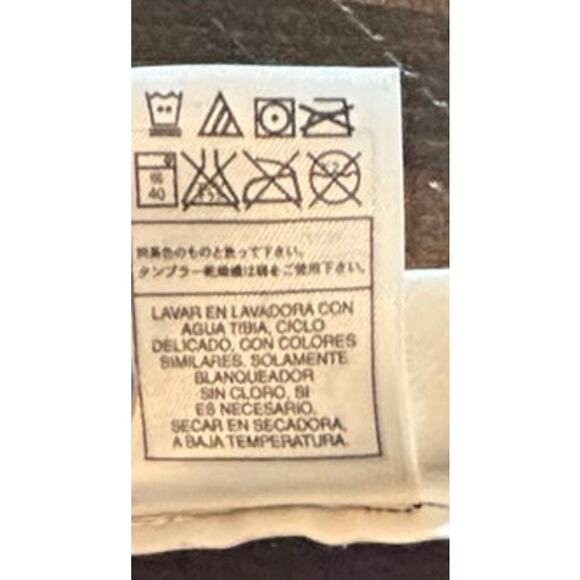 40
同系色のものと洗って下さい。
タンブラー乾燥機は弱をご使用下さい。
LAVAR EN LAVADORA CON
AGUA TIBIA, CICLO
DELICADO, CON COLORES
SIMILARES. SOLAMENTE
BLANQUEADOR
SIN CLORO, SI
ES NECESARIO.
SECAR EN SECADORA,
A BAJA TEMPERATURA.